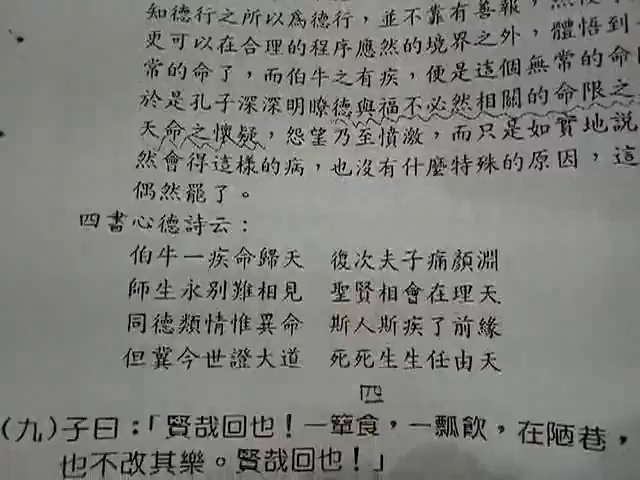 知德行之所以為德行，並不靠有善報，然後
更可以在合理的程序應然的境界之外，體悟到
常的命了，而伯牛之有疾，便是這個無常的命
於是孔子深深明瞭德與福不必然相關的命限之
天命之懷疑，怨望乃至憤激，而只是如實地說
然會得這樣的病，也沒有什麼特殊的原因，這
偶然罷了。
四書心德詩云：
伯牛一疾命歸天　復次夫子痛顏淵
師生永別難相見　聖賢相會在理天
同德類情惟異命　斯人斯疾了前緣
但冀今世證大道　死死生生任由天
四
(九)子曰：「賢哉回也！一簞食，一瓢飲，在陋巷，
也不改其樂。賢哉回也！」